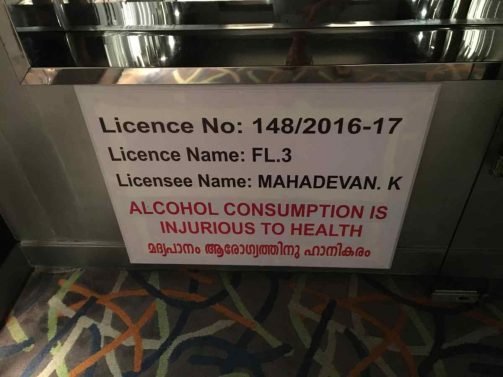 Licence No: 148/2016-17
Licence Name: FL.3
Licensee Name: MAHADEVAN. K
ALCOHOL CONSUMPTION IS
INJURIOUS TO HEALTH
മദ്യപാനം ആരോഗ്യത്തിനു ഹാനികരം